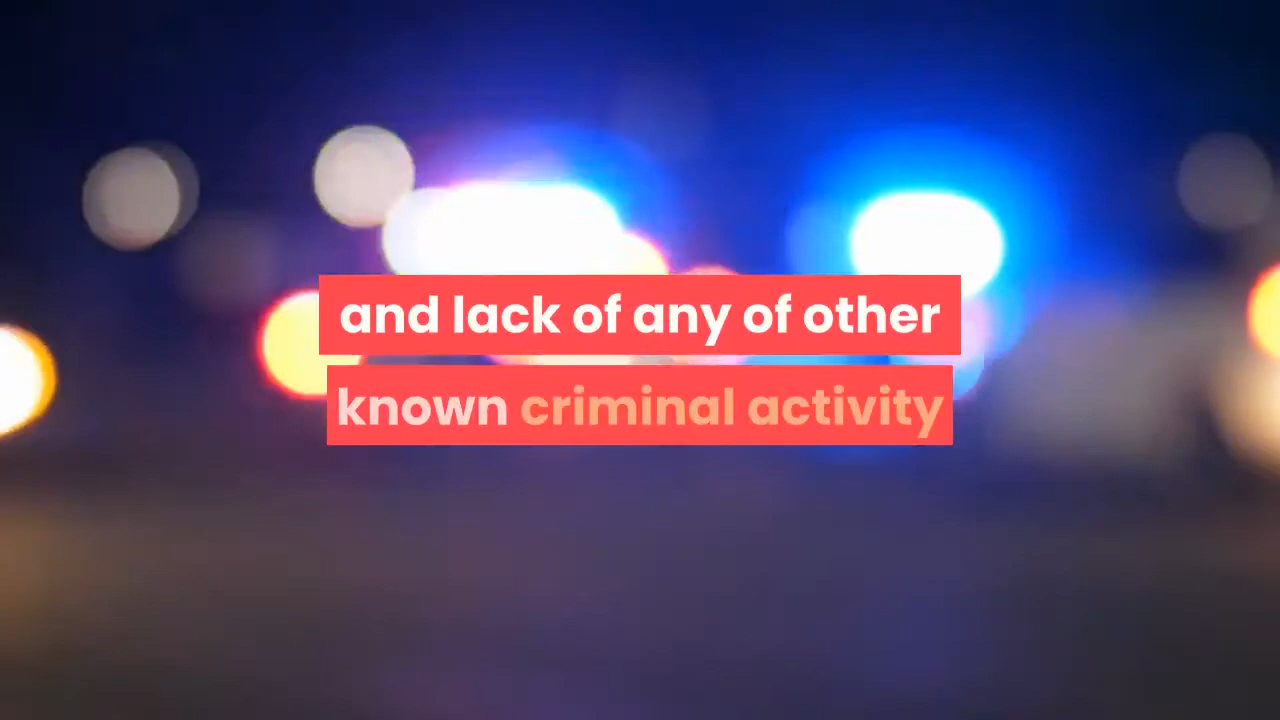 and lack of any of other
known criminal activity